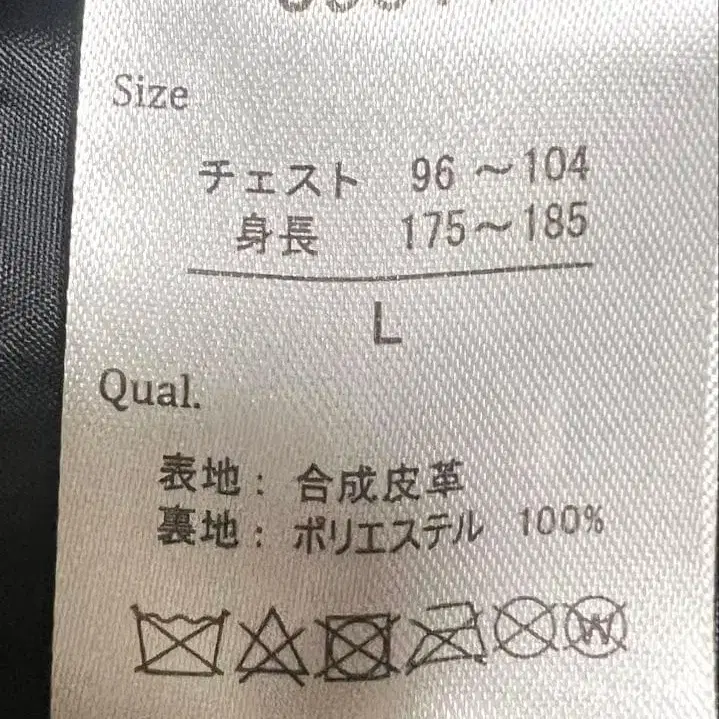 Size
チェスト 96 ～104
身長 175～185
L
Qual.
表地： 合成皮革
裏地： ポリエステル 100%
W